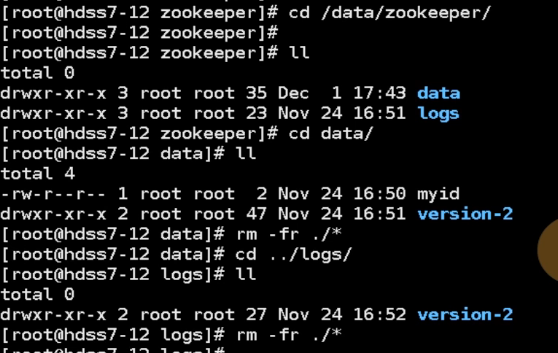 [root@hdss7-12 zookeeper]# cd /data/zookeeper/
[root@hdss7-12 zookeeper]#
[root@hdss7-12 zookeeper]# ll
total 0
drwxr-xr-x 3 root root 35 Dec  1 17:43 data
drwxr-xr-x 3 root root 23 Nov 24 16:51 logs
[root@hdss7-12 zookeeper]# cd data/
[root@hdss7-12 data]# ll
total 4
-rw-r--r-- 1 root root  2 Nov 24 16:50 myid
drwxr-xr-x 2 root root 47 Nov 24 16:51 version-2
[root@hdss7-12 data]# rm -fr ./*
[root@hdss7-12 data]# cd ../logs/
[root@hdss7-12 logs]# ll
total 0
drwxr-xr-x 2 root root 27 Nov 24 16:52 version-2
[root@hdss7-12 logs]# rm -fr ./*
[root@hdss7-12 logs]#